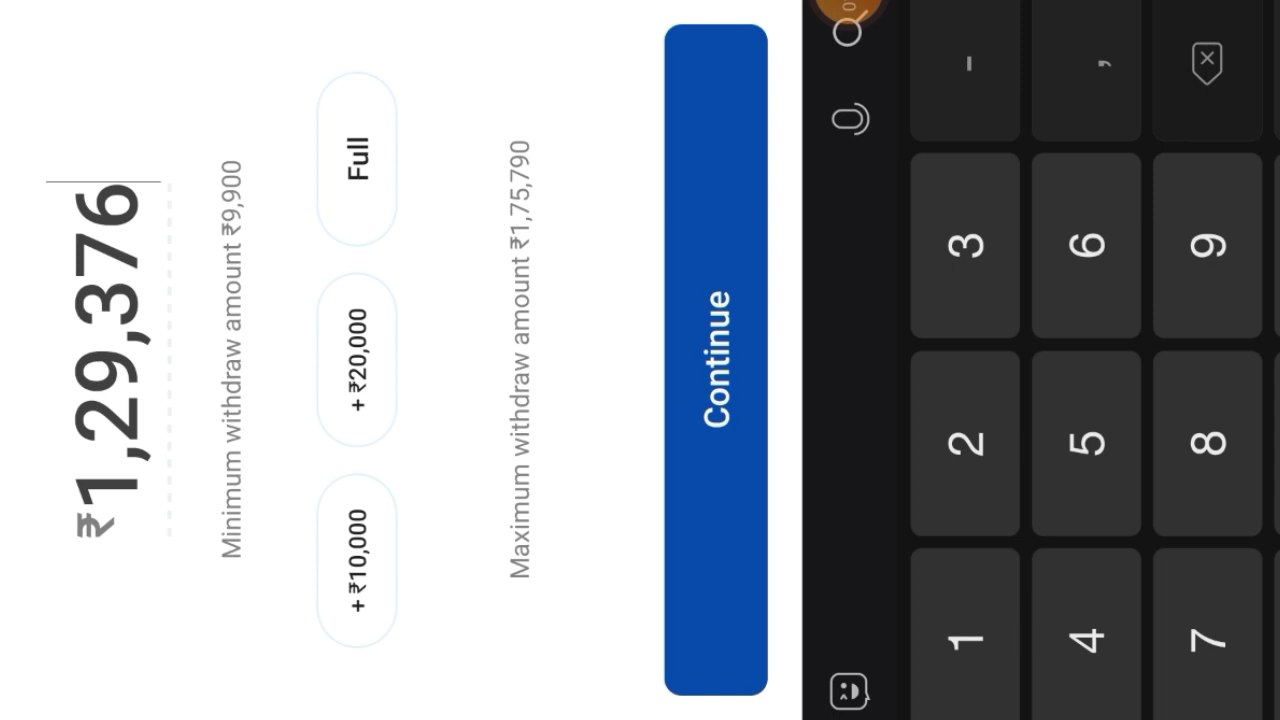 ₹1,29,376
Minimum withdraw amount ₹9,900
+ ₹10,000 + ₹20,000 Full
Maximum withdraw amount ₹1,75,790
Continue
1 2 3 -
4 5 6 ,
7 8 9